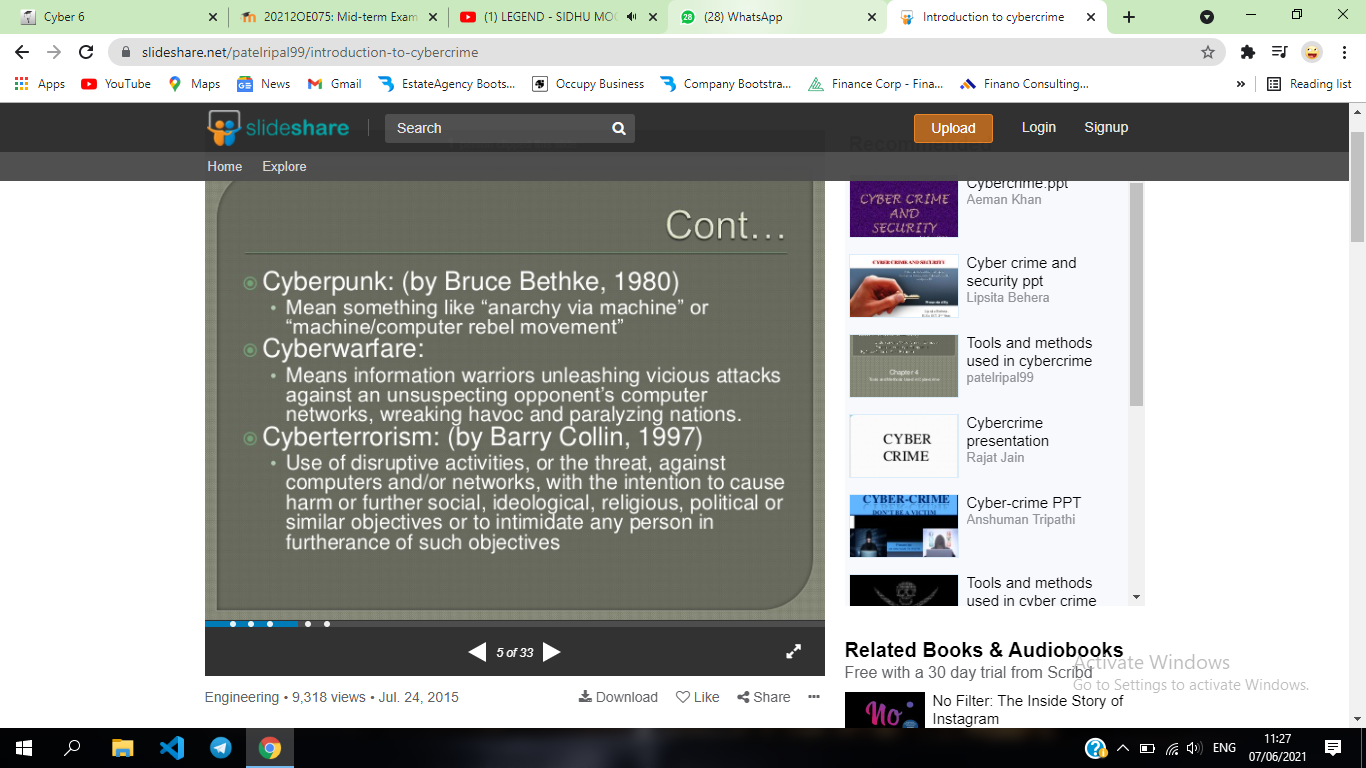 Cyber 6
20212OE075: Mid-term Exam
(1) LEGEND - SIDHU MOO
(28) WhatsApp
Introduction to cybercrime
slideshare.net/patelripal99/introduction-to-cybercrime
Apps YouTube Maps News Gmail EstateAgency Boots... Occupy Business Company Bootstra... Finance Corp - Fina... Finano Consulting... » Reading list
slideshare Search Upload Login Signup
Home Explore
Cont...
Cyberpunk: (by Bruce Bethke, 1980)
• Mean something like “anarchy via machine” or
“machine/computer rebel movement”
Cyberwarfare:
• Means information warriors unleashing vicious attacks
against an unsuspecting opponent’s computer
networks, wreaking havoc and paralyzing nations.
Cyberterrorism: (by Barry Collin, 1997)
• Use of disruptive activities, or the threat, against
computers and/or networks, with the intention to cause
harm or further social, ideological, religious, political or
similar objectives or to intimidate any person in
furtherance of such objectives
5 of 33
Engineering • 9,318 views • Jul. 24, 2015
Download Like Share
Cybercrime.ppt
Aeman Khan
CYBER CRIME
AND
SECURITY
Cyber crime and
security ppt
Lipsita Behera
CYBER CRIME AND SECURITY
Tools and methods
used in cybercrime
patelripal99
Chapter 4
Cybercrime
presentation
Rajat Jain
CYBER
CRIME
Cyber-crime PPT
Anshuman Tripathi
CYBER-CRIME
DON'T BE A VICTIM
Tools and methods
used in cyber crime
Related Books & Audiobooks
Free with a 30 day trial from Scribd
No Filter: The Inside Story of
Instagram
No
Activate Windows
Go to Settings to activate Windows.
ENG
11:27
07/06/2021